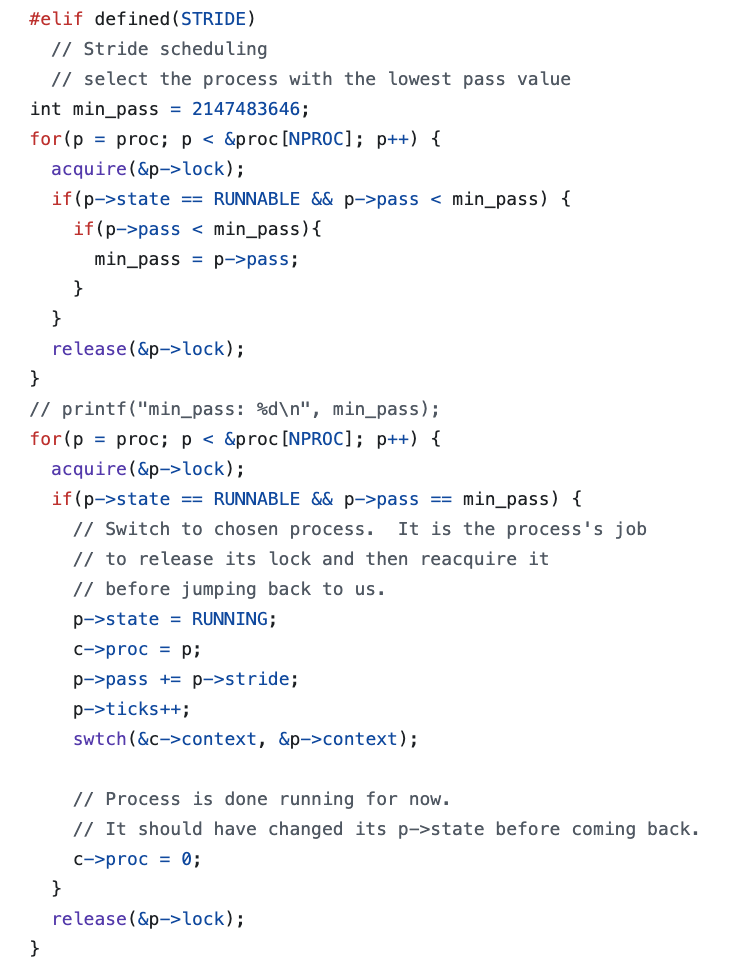 #elif defined(STRIDE)
  // Stride scheduling
  // select the process with the lowest pass value
int min_pass = 2147483646;
for(p = proc; p < &proc[NPROC]; p++) {
  acquire(&p->lock);
  if(p->state == RUNNABLE && p->pass < min_pass) {
    if(p->pass < min_pass){
      min_pass = p->pass;
    }
  }
  release(&p->lock);
}
// printf("min_pass: %d\n", min_pass);
for(p = proc; p < &proc[NPROC]; p++) {
  acquire(&p->lock);
  if(p->state == RUNNABLE && p->pass == min_pass) {
    // Switch to chosen process.  It is the process's job
    // to release its lock and then reacquire it
    // before jumping back to us.
    p->state = RUNNING;
    c->proc = p;
    p->pass += p->stride;
    p->ticks++;
    swtch(&c->context, &p->context);

    // Process is done running for now.
    // It should have changed its p->state before coming back.
    c->proc = 0;
  }
  release(&p->lock);
}